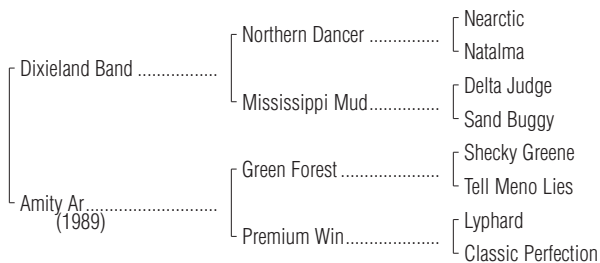 Nearctic
Northern Dancer ...............
Natalma
Dixieland Band .................
Delta Judge
Mississippi Mud...............
Sand Buggy
Shecky Greene
Green Forest .....................
Tell Meno Lies
Amity Ar............................
(1989)
Lyphard
Premium Win....................
Classic Perfection